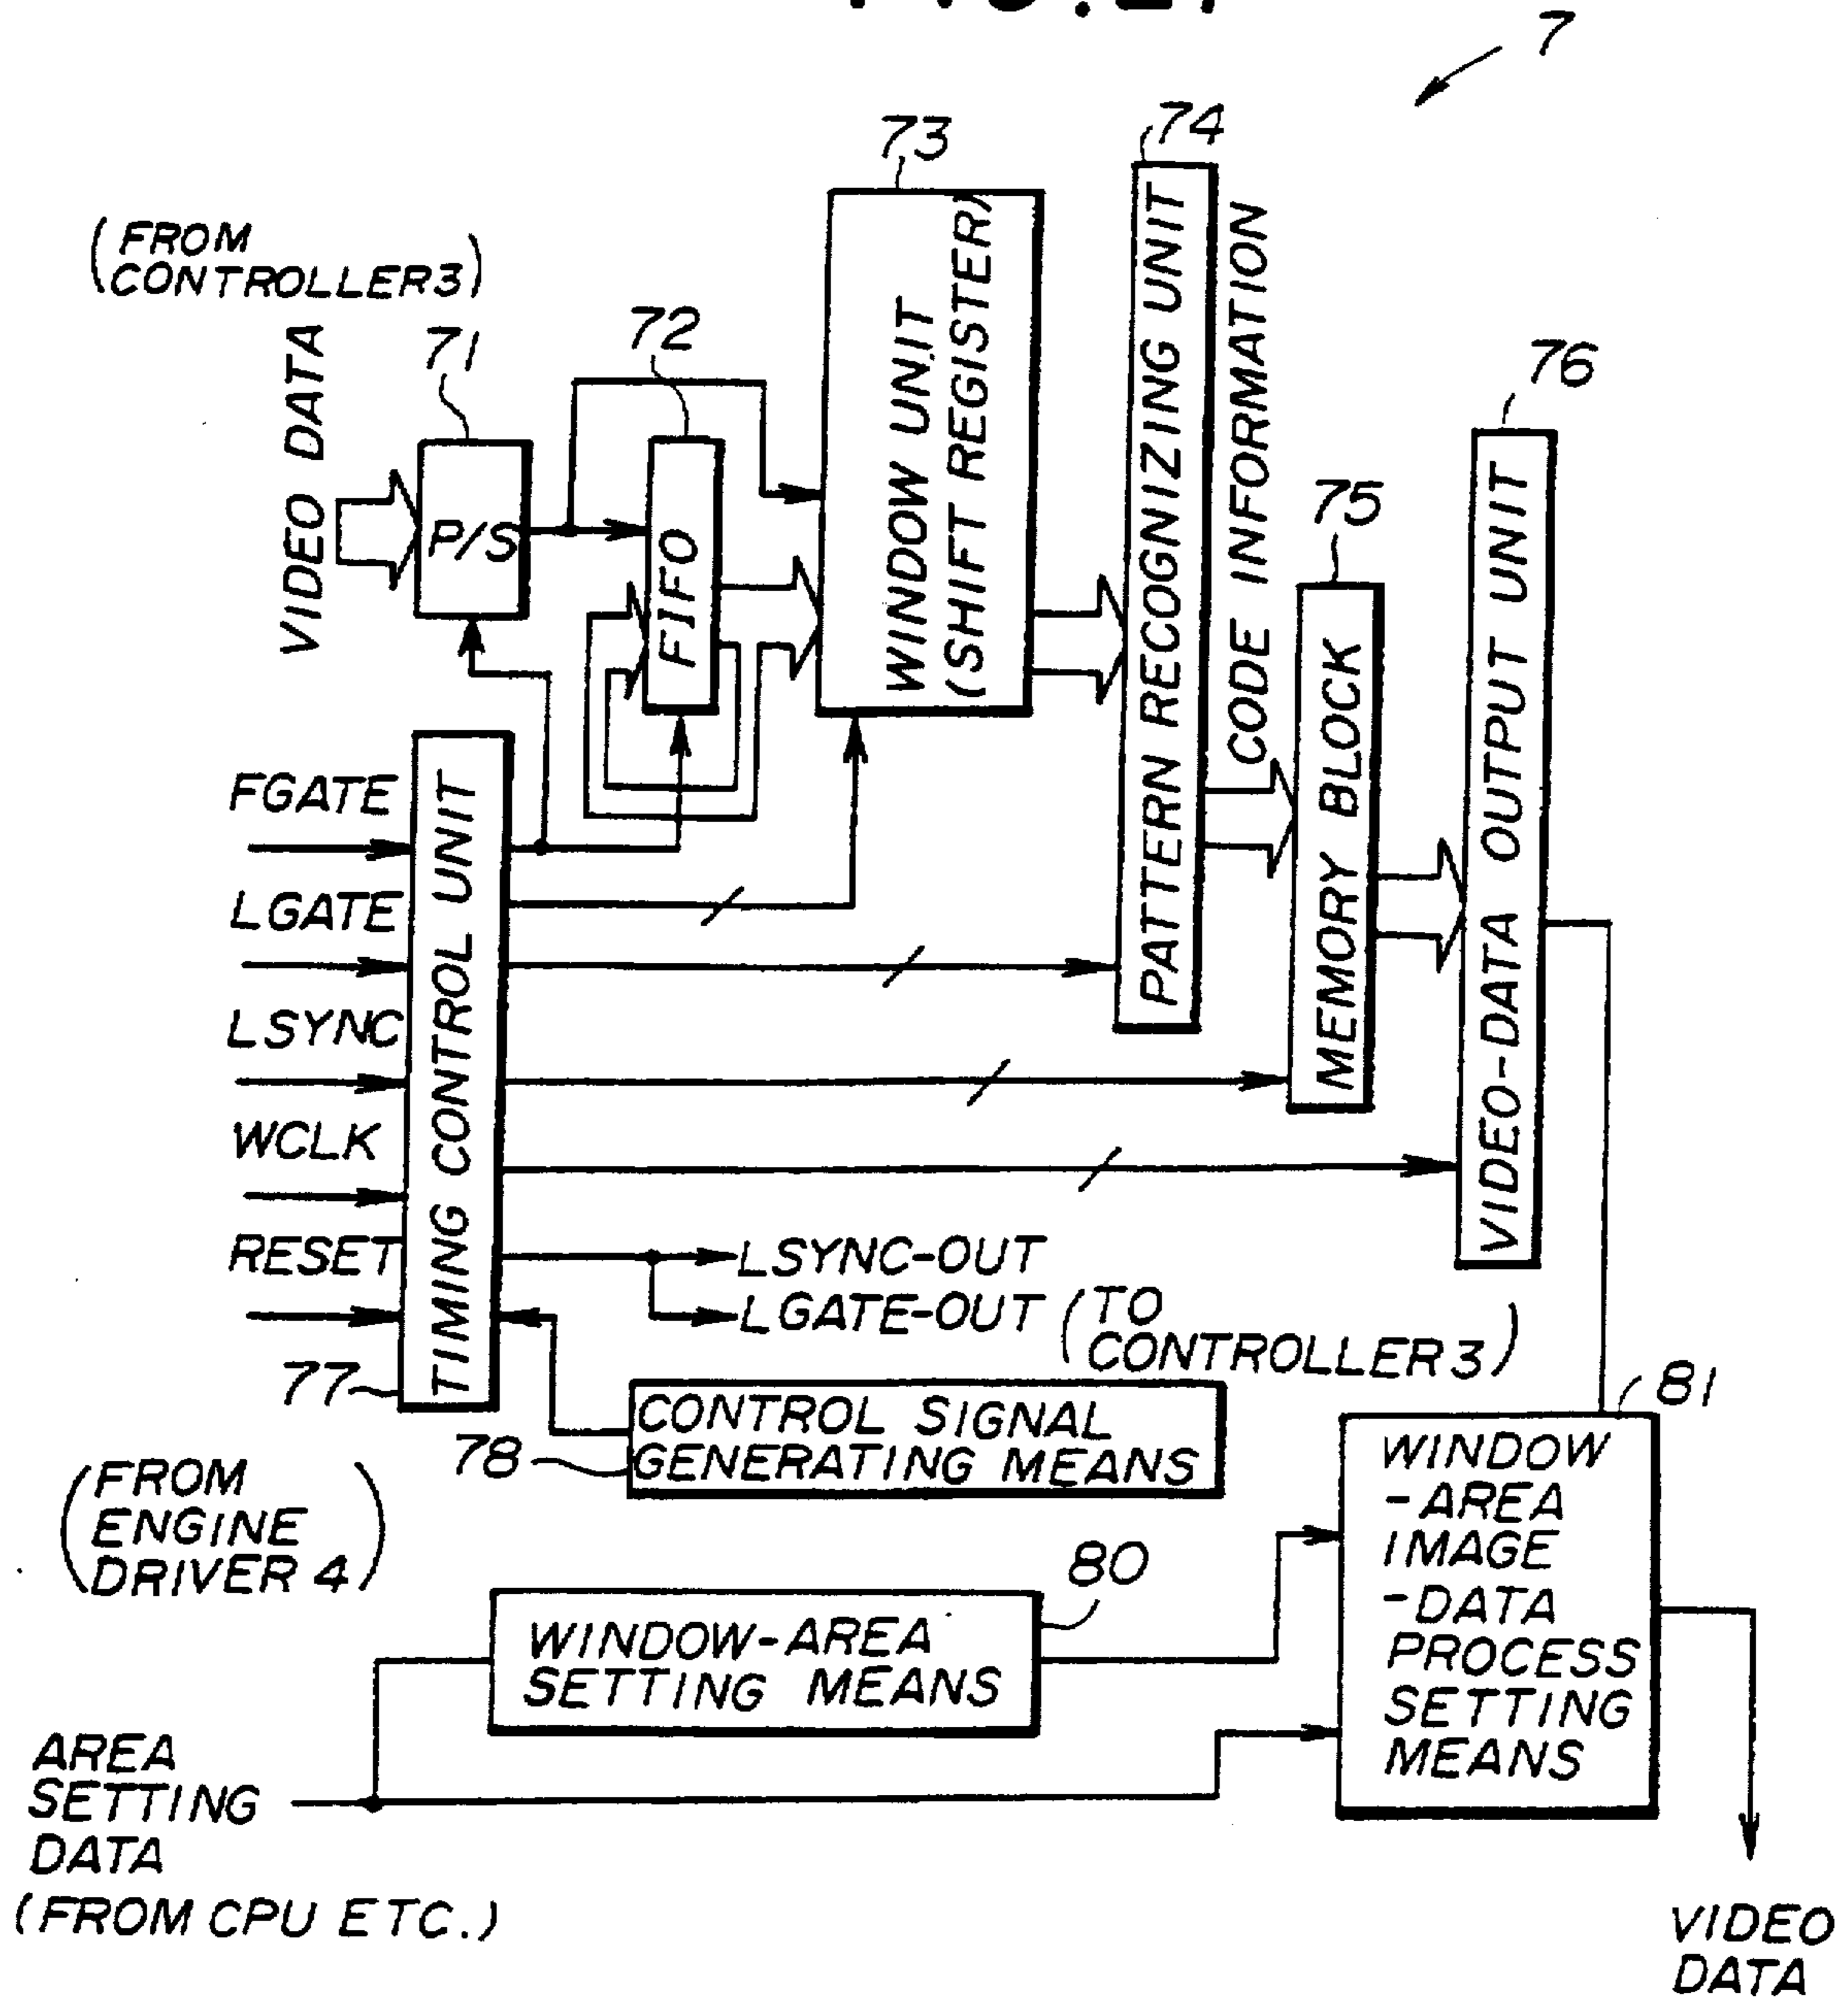 7
73
74
(FROM
CONTROLLER 3)
71
72
76
75
VIDEO DATA
P/S
FIFO
WINDOW UNIT
(SHIFT REGISTER)
PATTERN RECOGNIZING UNIT
CODE INFORMATION
MEMORY BLOCK
VIDEO-DATA OUTPUT UNIT
FGATE
LGATE
LSYNC
WCLK
RESET
TIMING CONTROL UNIT
77
LSYNC-OUT
LGATE-OUT
(TO
CONTROLLER 3)
CONTROL SIGNAL
GENERATING MEANS
78
81
(FROM
ENGINE
DRIVER 4)
80
WINDOW-AREA
SETTING MEANS
WINDOW
-AREA
IMAGE
-DATA
PROCESS
SETTING
MEANS
AREA
SETTING
DATA
(FROM CPU ETC.)
VIDEO
DATA